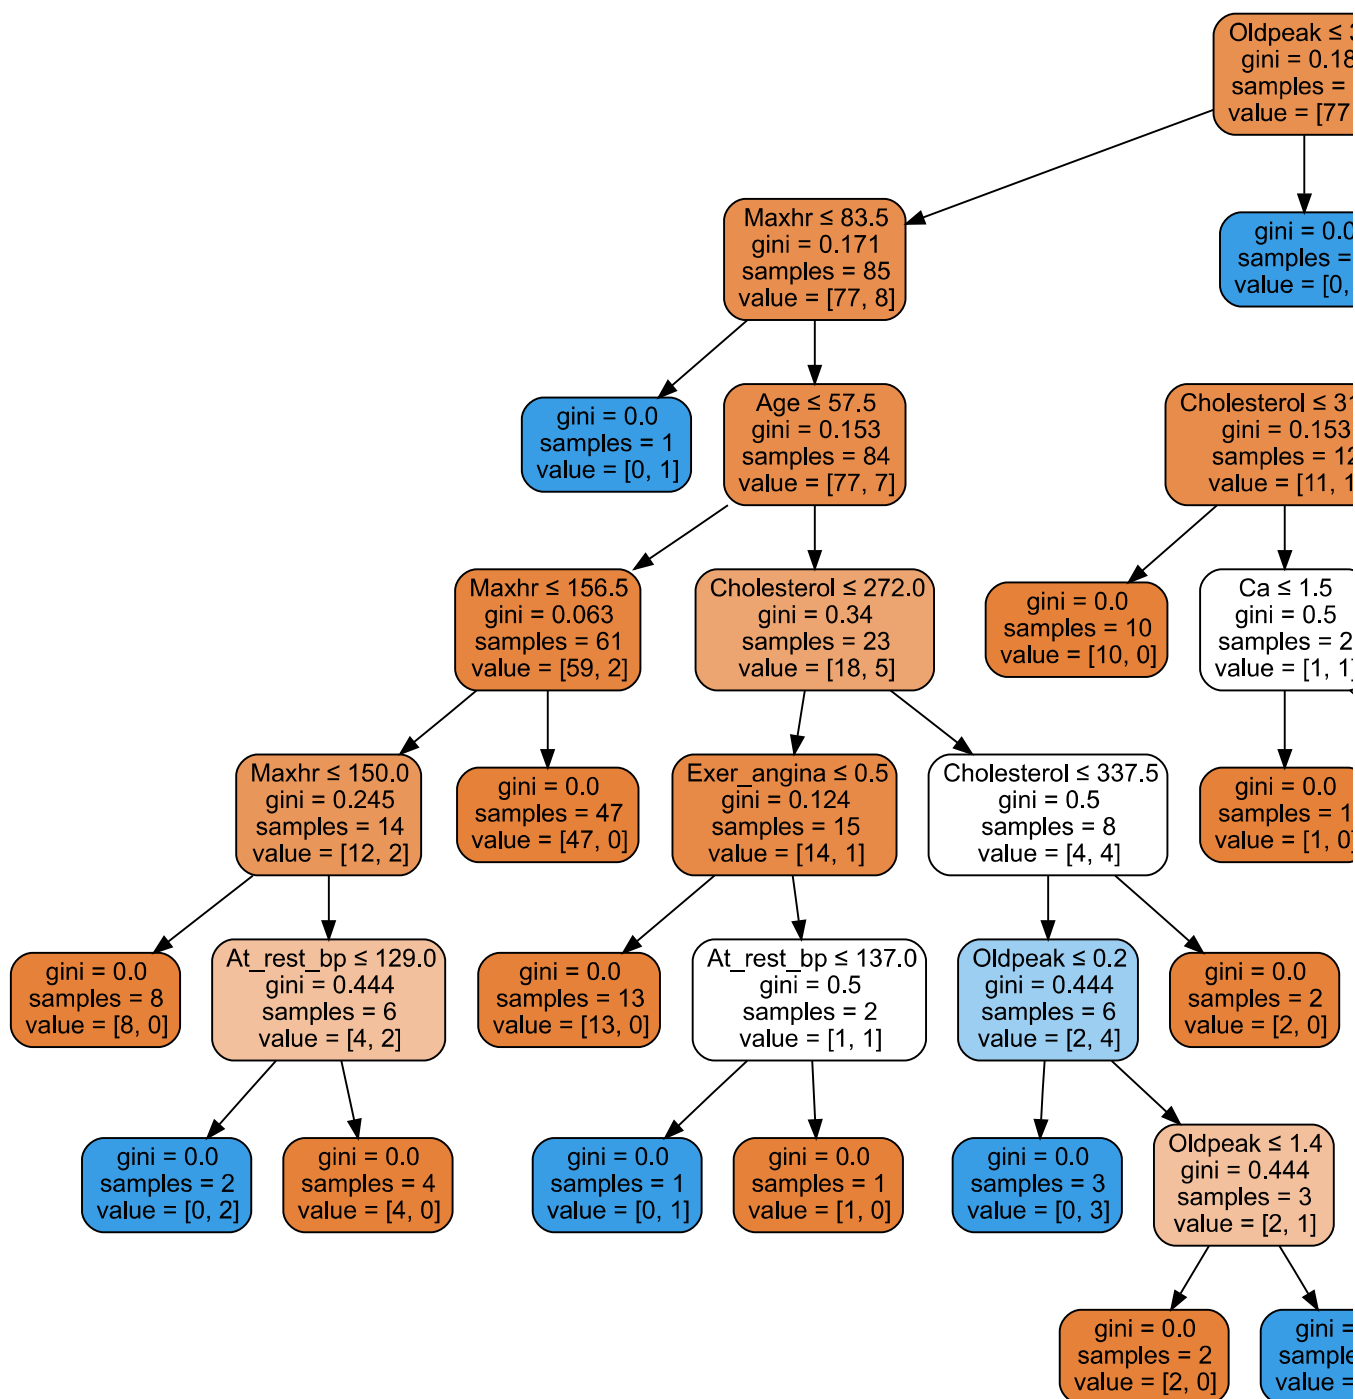 Oldpeak ≤ 3
gini = 0.18
samples =
value = [77
Maxhr ≤ 83.5
gini = 0.171
samples = 85
value = [77, 8]
gini = 0.0
samples =
value = [0,
gini = 0.0
samples = 1
value = [0, 1]
Age ≤ 57.5
gini = 0.153
samples = 84
value = [77, 7]
Cholesterol ≤ 31
gini = 0.153
samples = 12
value = [11, 1
Maxhr ≤ 156.5
gini = 0.063
samples = 61
value = [59, 2]
Cholesterol ≤ 272.0
gini = 0.34
samples = 23
value = [18, 5]
gini = 0.0
samples = 10
value = [10, 0]
Ca ≤ 1.5
gini = 0.5
samples = 2
value = [1, 1]
Maxhr ≤ 150.0
gini = 0.245
samples = 14
value = [12, 2]
gini = 0.0
samples = 47
value = [47, 0]
Exer_angina ≤ 0.5
gini = 0.124
samples = 15
value = [14, 1]
Cholesterol ≤ 337.5
gini = 0.5
samples = 8
value = [4, 4]
gini = 0.0
samples = 1
value = [1, 0]
gini = 0.0
samples = 8
value = [8, 0]
At_rest_bp ≤ 129.0
gini = 0.444
samples = 6
value = [4, 2]
gini = 0.0
samples = 13
value = [13, 0]
At_rest_bp ≤ 137.0
gini = 0.5
samples = 2
value = [1, 1]
Oldpeak ≤ 0.2
gini = 0.444
samples = 6
value = [2, 4]
gini = 0.0
samples = 2
value = [2, 0]
gini = 0.0
samples = 2
value = [0, 2]
gini = 0.0
samples = 4
value = [4, 0]
gini = 0.0
samples = 1
value = [0, 1]
gini = 0.0
samples = 1
value = [1, 0]
gini = 0.0
samples = 3
value = [0, 3]
Oldpeak ≤ 1.4
gini = 0.444
samples = 3
value = [2, 1]
gini = 0.0
samples = 2
value = [2, 0]
gini =
sample
value =